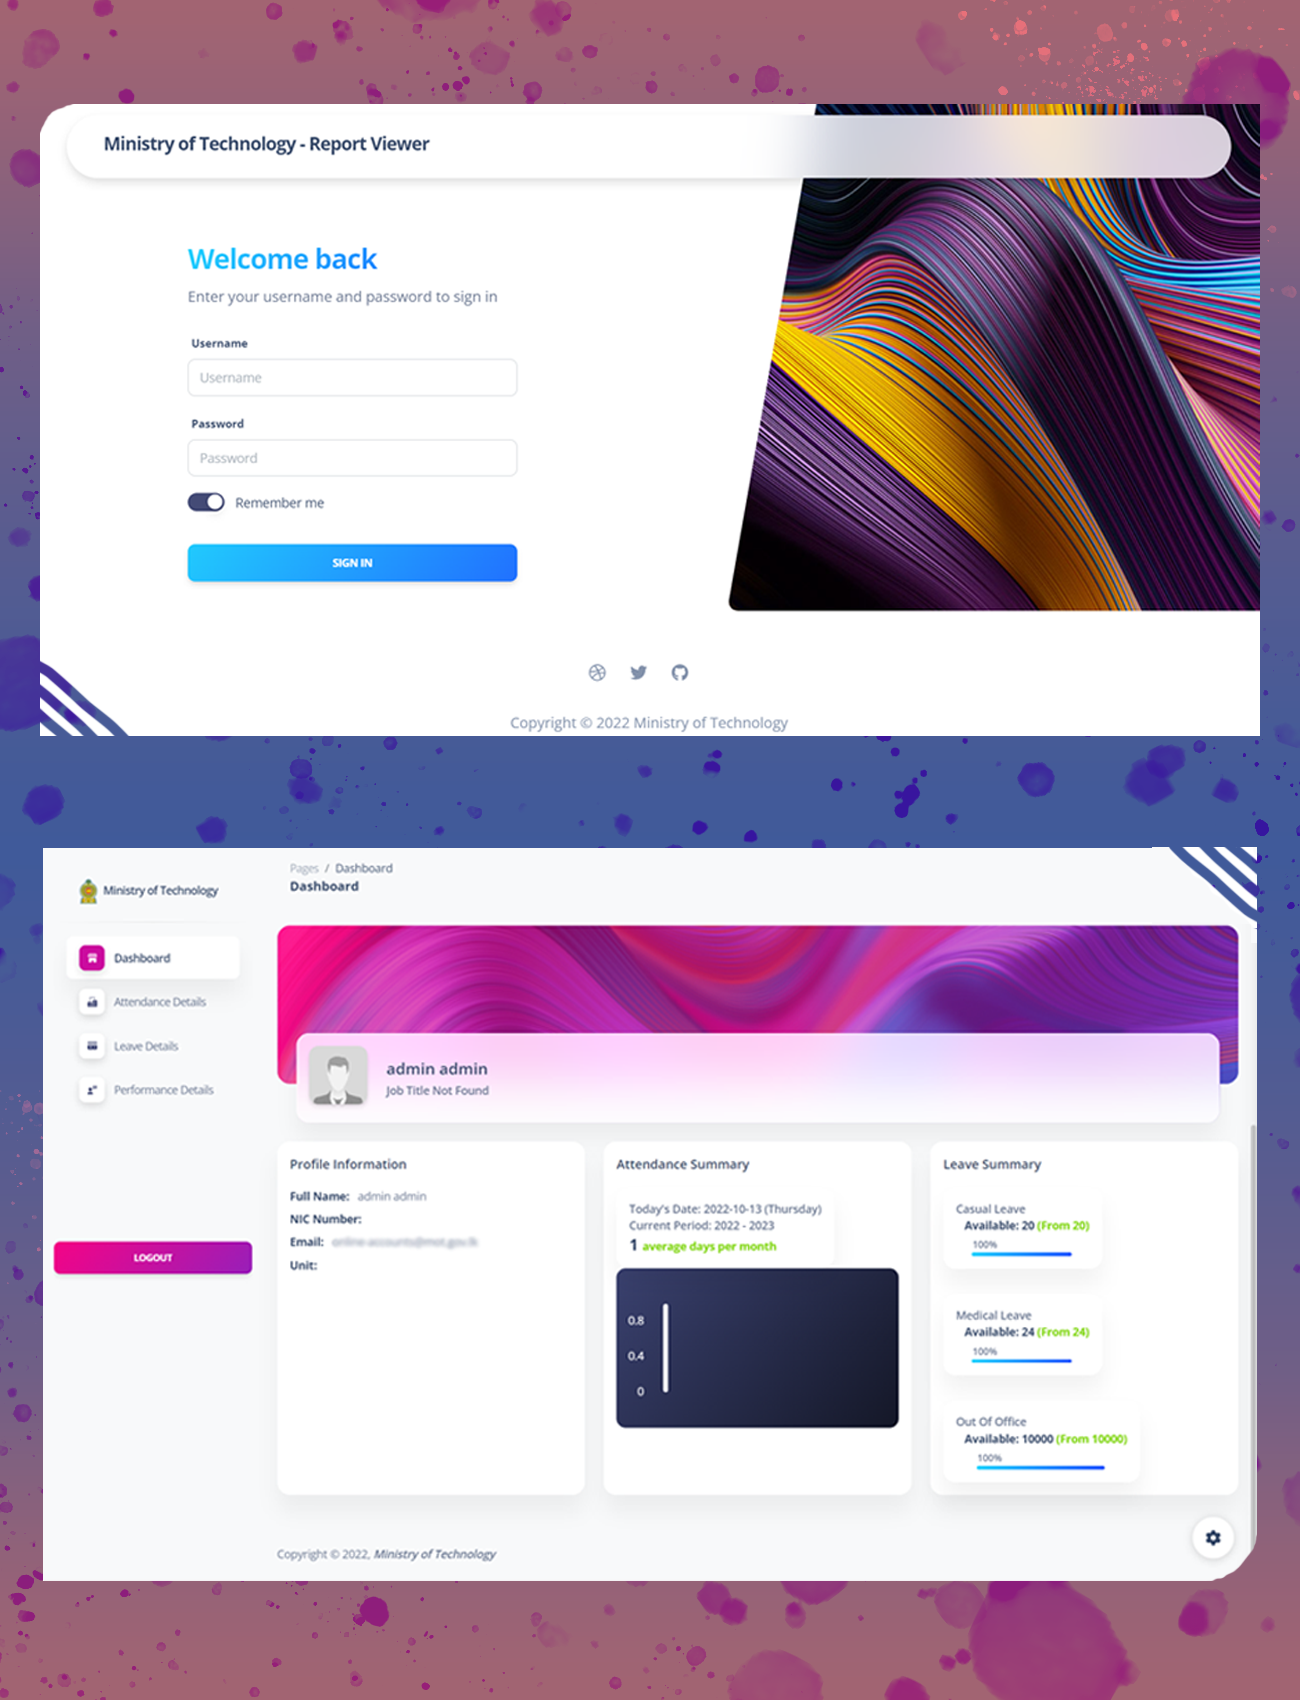 Ministry of Technology - Report Viewer
Welcome back
Enter your username and password to sign in
Username
Username
Password
Password
Remember me
SIGN IN
Copyright © 2022 Ministry of Technology
Ministry of Technology
Pages / Dashboard
Dashboard
Dashboard
Attendance Details
Leave Details
Performance Details
LOGOUT
admin admin
Job Title Not Found
Profile Information
Full Name: admin admin
NIC Number:
Email:
Unit:
Attendance Summary
Today's Date: 2022-10-13 (Thursday)
Current Period: 2022 - 2023
1 average days per month
0.8
0.4
0
Leave Summary
Casual Leave
Available: 20 (From 20)
100%
Medical Leave
Available: 24 (From 24)
100%
Out Of Office
Available: 10000 (From 10000)
100%
Copyright © 2022, Ministry of Technology